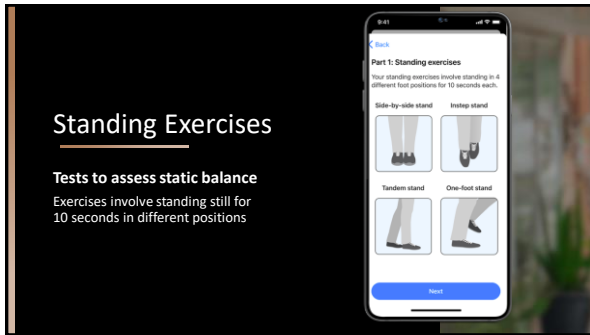 Standing Exercises
Tests to assess static balance
Exercises involve standing still for
10 seconds in different positions
9:41
Back
Part 1: Standing exercises
Your standing exercises involve standing in 4
different foot positions for 10 seconds each.
Side-by-side stand Instep stand
Tandem stand One-foot stand
Next